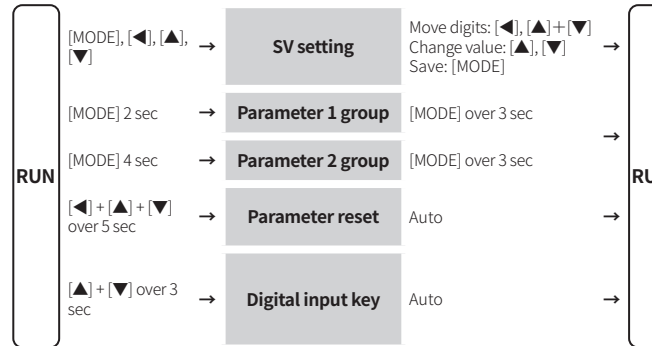 RUN
[MODE], [◀], [▲],
[▼]
→
SV setting
Move digits: [◀], [▲]+[▼]
Change value: [▲], [▼]
Save: [MODE]
→
[MODE] 2 sec
→
Parameter 1 group
[MODE] over 3 sec
[MODE] 4 sec
→
Parameter 2 group
[MODE] over 3 sec
→
[◀] + [▲] + [▼]
over 5 sec
→
Parameter reset
Auto
→
[▲] + [▼] over 3
sec
→
Digital input key
Auto
→